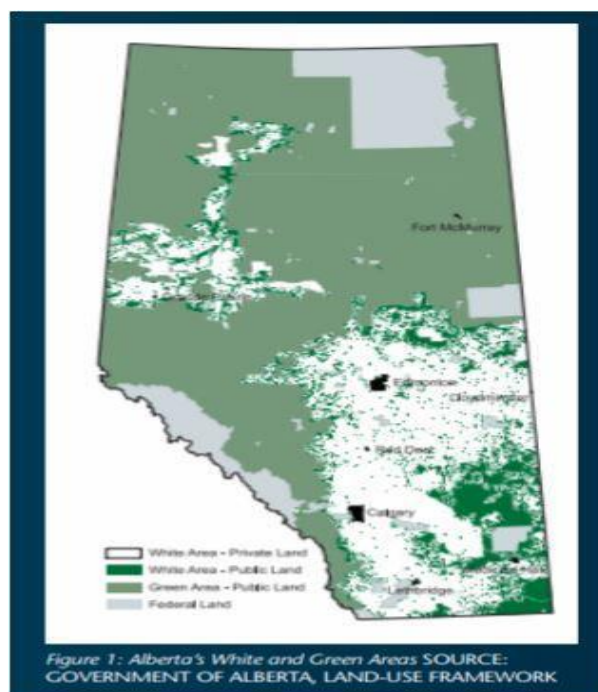 Fort McMurray
Edmonton
Lloydminster
Red Deer
Calgary
Lethbridge
White Area - Private Land
White Area - Public Land
Green Area - Public Land
Federal Land
Figure 1: Alberta's White and Green Areas SOURCE:
GOVERNMENT OF ALBERTA, LAND-USE FRAMEWORK